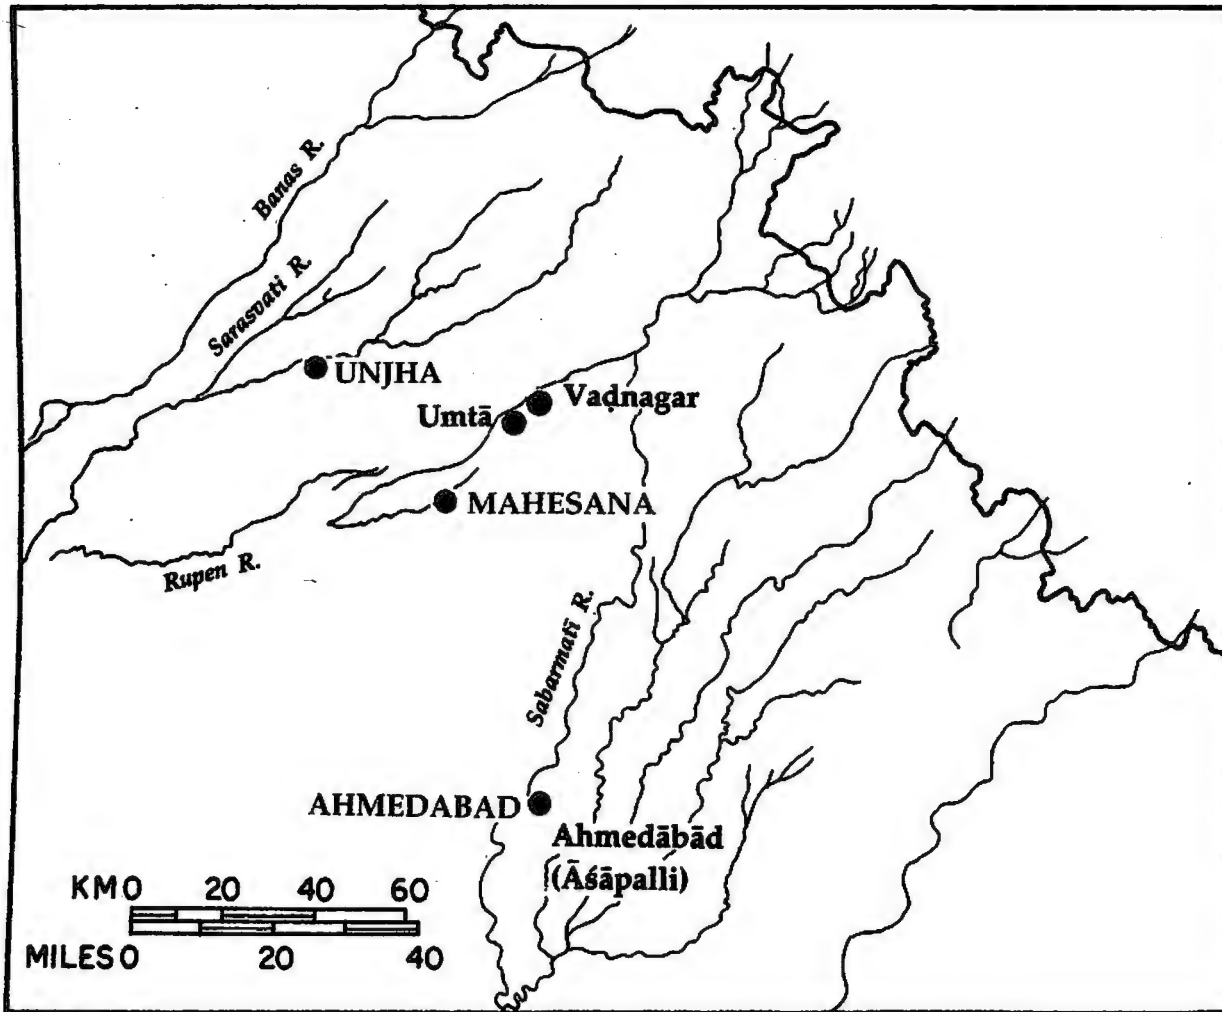 Banas R.
Sarasvati R.
UNJHA
Vaḍnagar
Umtā
MAHESANA
Rupen R.
Sabarmatī R.
AHMEDABAD
Ahmedābād
(Āśāpalli)
KM 0 20 40 60
MILES 0 20 40